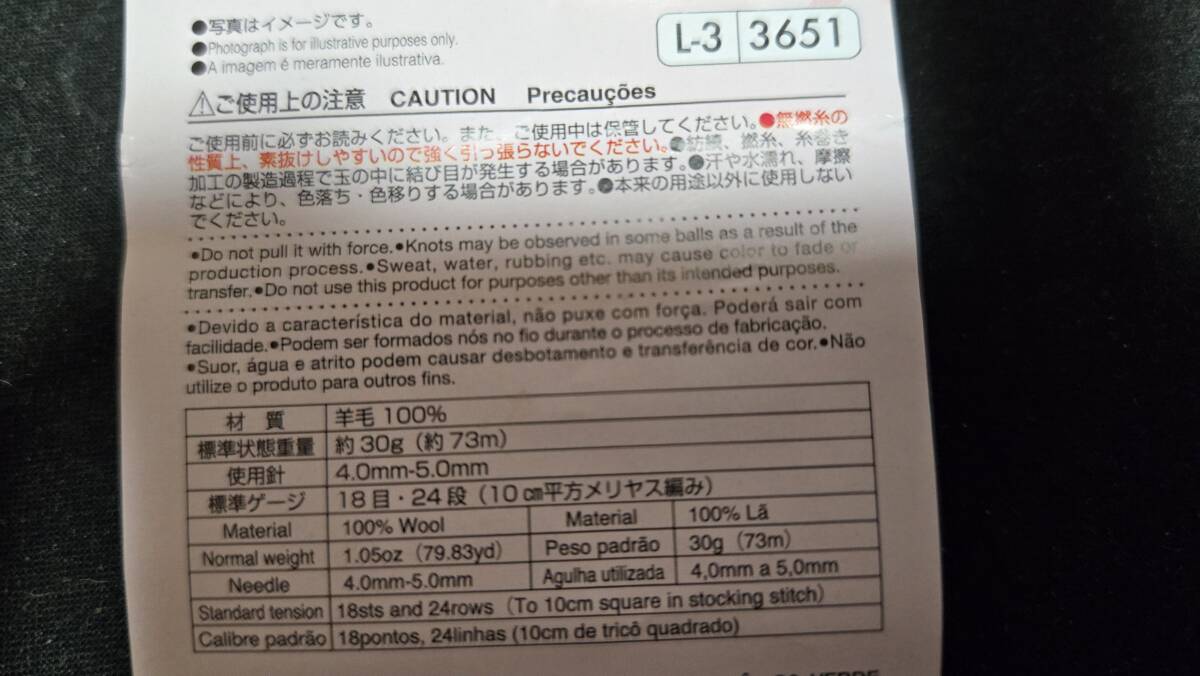 ●写真はイメージです。
●Photograph is for illustrative purposes only.
●A imagem é meramente ilustrativa.
L-3 3651
⚠ご使用上の注意 CAUTION Precauções
ご使用前に必ずお読みください。また、ご使用中は保管してください。●無撚糸の
性質上、素抜けしやすいので強く引っ張らないでください。●紡績、撚糸、糸巻き
加工の製造過程で玉の中に結び目が発生する場合があります。●汗や水濡れ、摩擦
などにより、色落ち・色移りする場合があります。●本来の用途以外に使用しない
でください。
●Do not pull it with force.●Knots may be observed in some balls as a result of the
production process.●Sweat, water, rubbing etc. may cause color to fade or
transfer.●Do not use this product for purposes other than its intended purposes.
●Devido a característica do material, não puxe com força. Poderá sair com
facilidade.●Podem ser formados nós no fio durante o processo de fabricação.
●Suor, água e atrito podem causar desbotamento e transferência de cor.●Não
utilize o produto para outros fins.
材質 羊毛 100%
標準状態重量 約30g（約73m）
使用針 4.0mm-5.0mm
標準ゲージ 18目・24段（10㎝平方メリヤス編み）
Material 100% Wool Material 100% Lã
Normal weight 1.05oz（79.83yd） Peso padrão 30g（73m）
Needle 4.0mm-5.0mm Agulha utilizada 4,0mm a 5,0mm
Standard tension 18sts and 24rows（To 10cm square in stocking stitch）
Calibre padrão 18pontos, 24linhas (10cm de tricô quadrado)